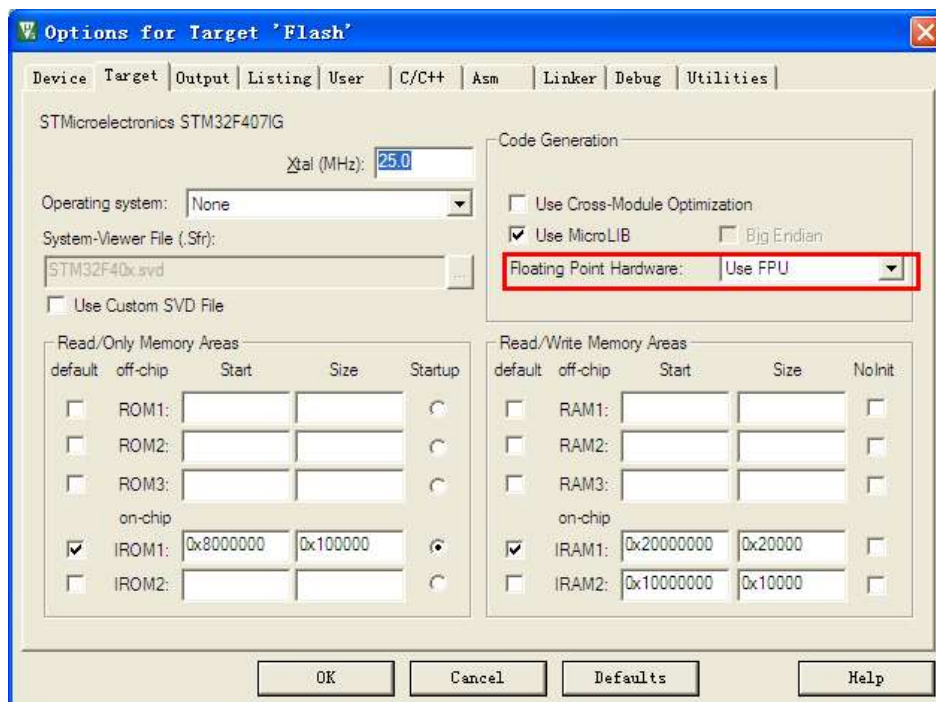 Options for Target 'Flash'
Device Target Output Listing User C/C++ Asm Linker Debug Utilities
STMicroelectronics STM32F407IG
Xtal (MHz): 25.0
Operating system: None
System-Viewer File (.Sfr):
STM32F40x.svd
...
Use Custom SVD File
Code Generation
Use Cross-Module Optimization
Use MicroLIB Big Endian
Floating Point Hardware: Use FPU
Read/Only Memory Areas
default off-chip Start Size Startup
ROM1:
ROM2:
ROM3:
on-chip
IROM1: 0x8000000 0x100000
IROM2:
Read/Write Memory Areas
default off-chip Start Size NoInit
RAM1:
RAM2:
RAM3:
on-chip
IRAM1: 0x20000000 0x20000
IRAM2: 0x10000000 0x10000
OK Cancel Defaults Help